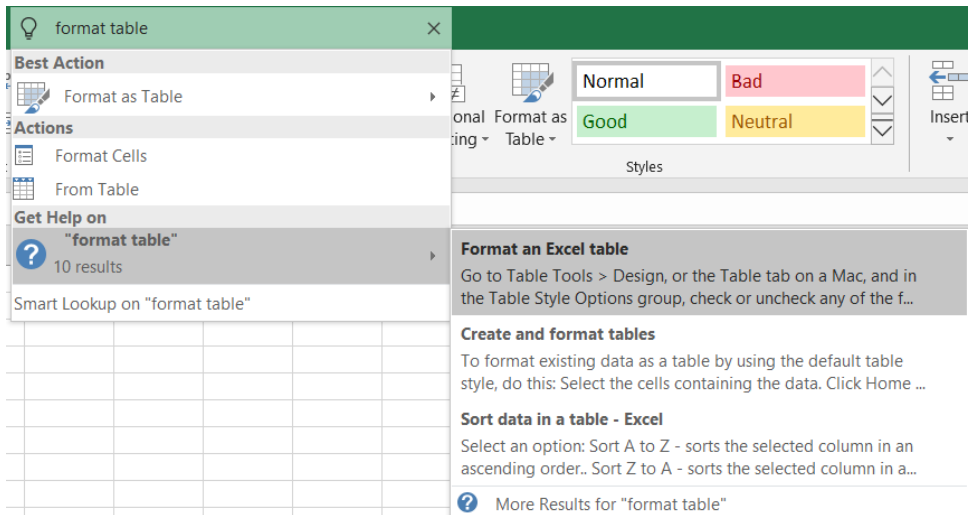 format table
Best Action
Format as Table
Actions
Format Cells
From Table
Get Help on
"format table"
10 results
Smart Lookup on "format table"
onal
ting
Format as
Table
Normal
Bad
Good
Neutral
Styles
Insert
Format an Excel table
Go to Table Tools > Design, or the Table tab on a Mac, and in
the Table Style Options group, check or uncheck any of the f...
Create and format tables
To format existing data as a table by using the default table
style, do this: Select the cells containing the data. Click Home ...
Sort data in a table - Excel
Select an option: Sort A to Z - sorts the selected column in an
ascending order.. Sort Z to A - sorts the selected column in a...
More Results for "format table"